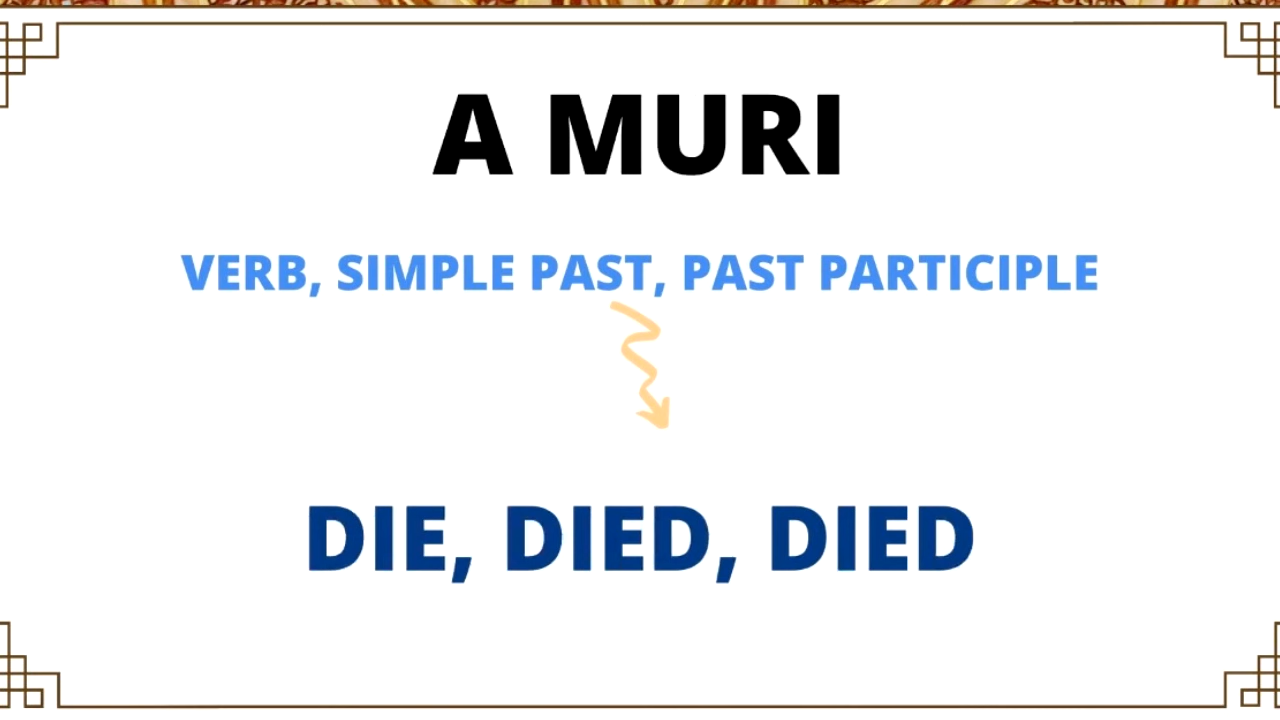 A MURI
VERB, SIMPLE PAST, PAST PARTICIPLE
DIE, DIED, DIED